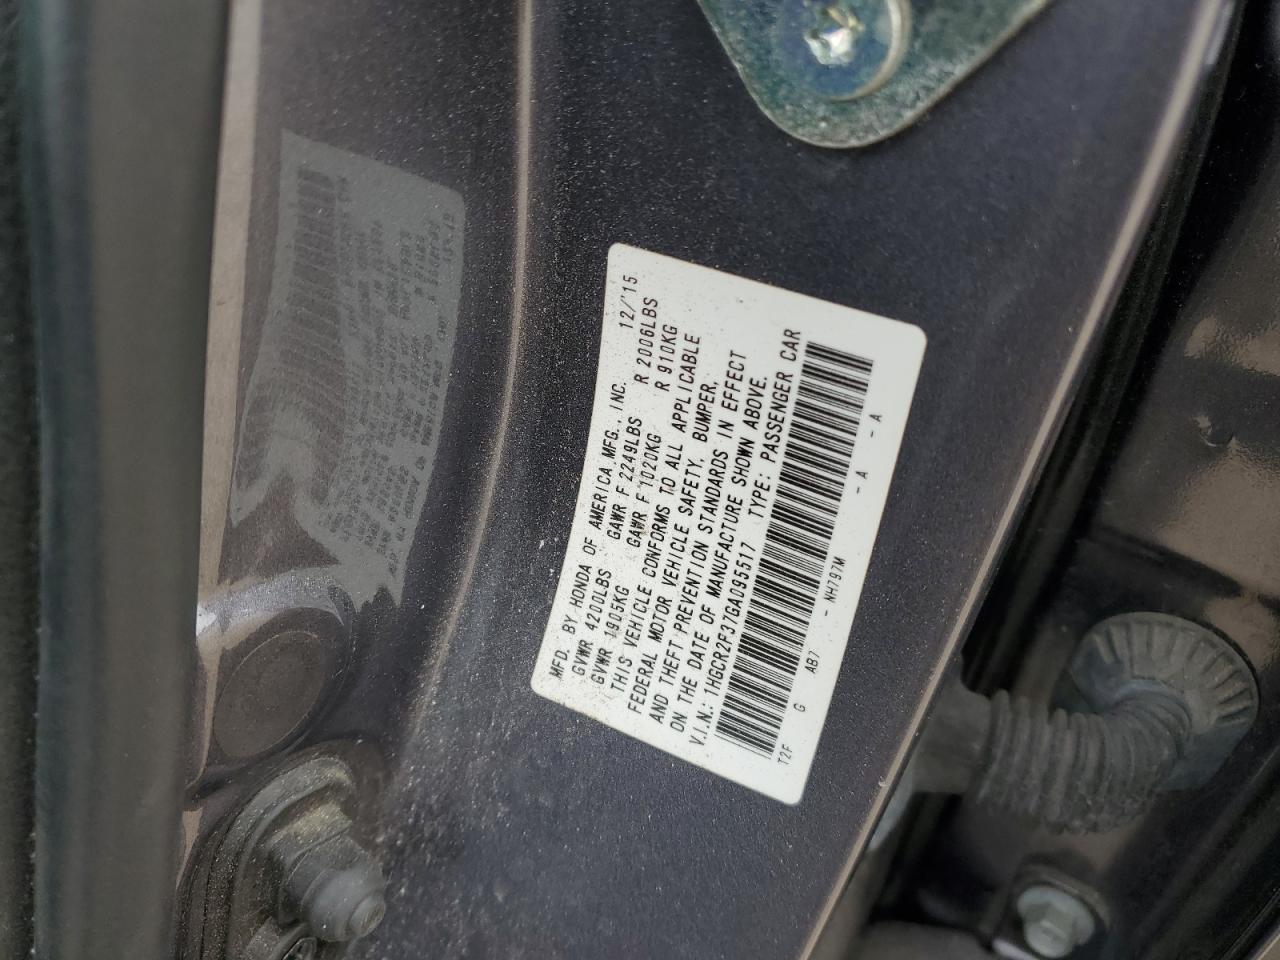 MFD. BY HONDA OF AMERICA MFG., INC. 12/15
GVWR 4200LBS GAWR F 2249LBS R 2006LBS
GVWR 1905KG GAWR F 1020KG R 910KG
THIS VEHICLE CONFORMS TO ALL APPLICABLE
FEDERAL MOTOR VEHICLE SAFETY, BUMPER,
AND THEFT PREVENTION STANDARDS IN EFFECT
ON THE DATE OF MANUFACTURE SHOWN ABOVE.
V.I.N.: 1HGCR2F37GA095517 TYPE: PASSENGER CAR
T2F G AB7 - NH797M - A - A